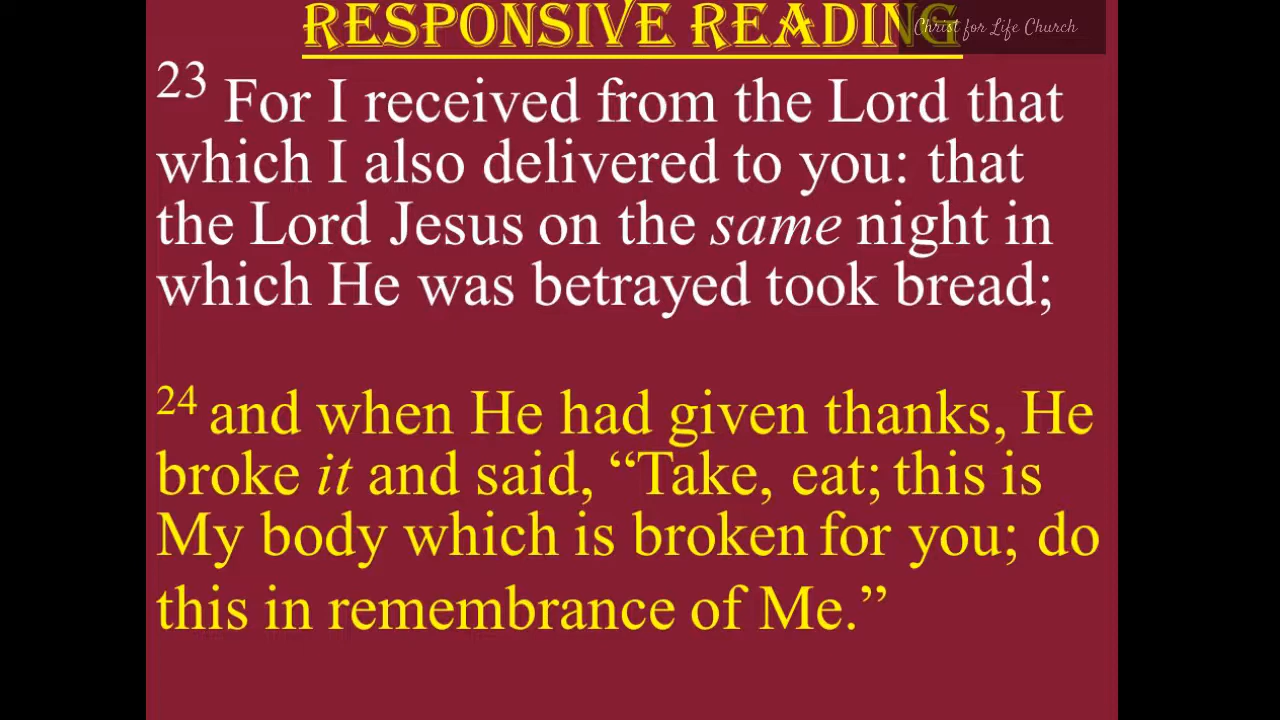 RESPONSIVE READING
Christ for Life Church
23 For I received from the Lord that
which I also delivered to you: that
the Lord Jesus on the same night in
which He was betrayed took bread;
24 and when He had given thanks, He
broke it and said, “Take, eat; this is
My body which is broken for you; do
this in remembrance of Me.”